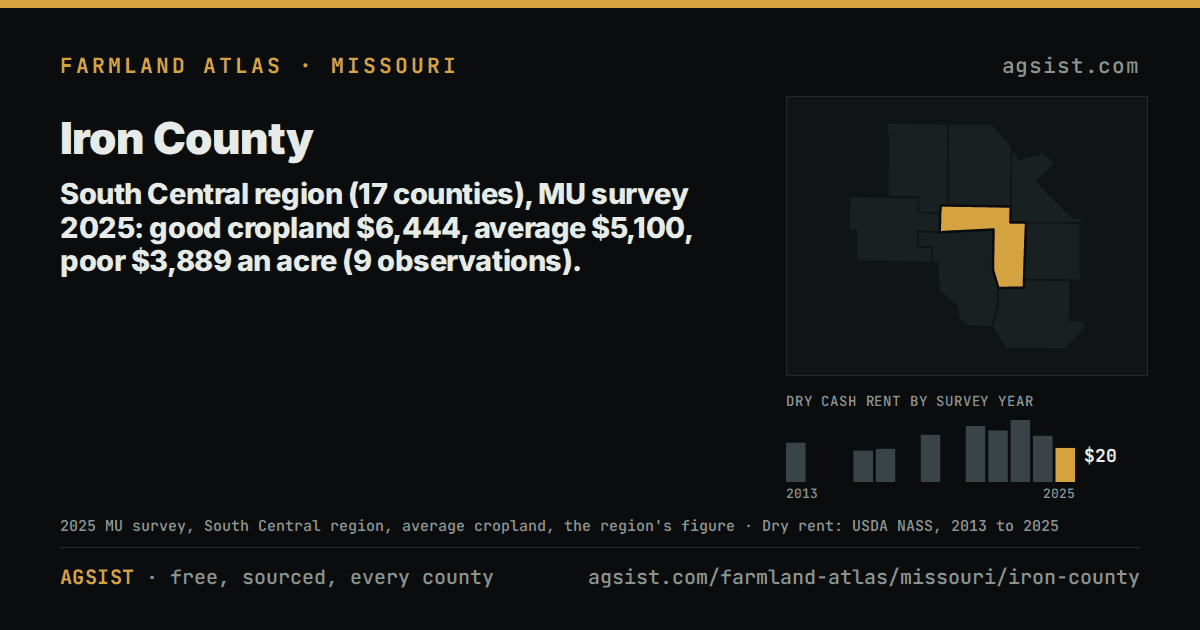 FARMLAND ATLAS · MISSOURI
agsist.com
Iron County
South Central region (17 counties), MU survey
2025: good cropland $6,444, average $5,100,
poor $3,889 an acre (9 observations).
DRY CASH RENT BY SURVEY YEAR
$20
2013
2025
2025 MU survey, South Central region, average cropland, the region's figure · Dry rent: USDA NASS, 2013 to 2025
AGSIST · free, sourced, every county
agsist.com/farmland-atlas/missouri/iron-county